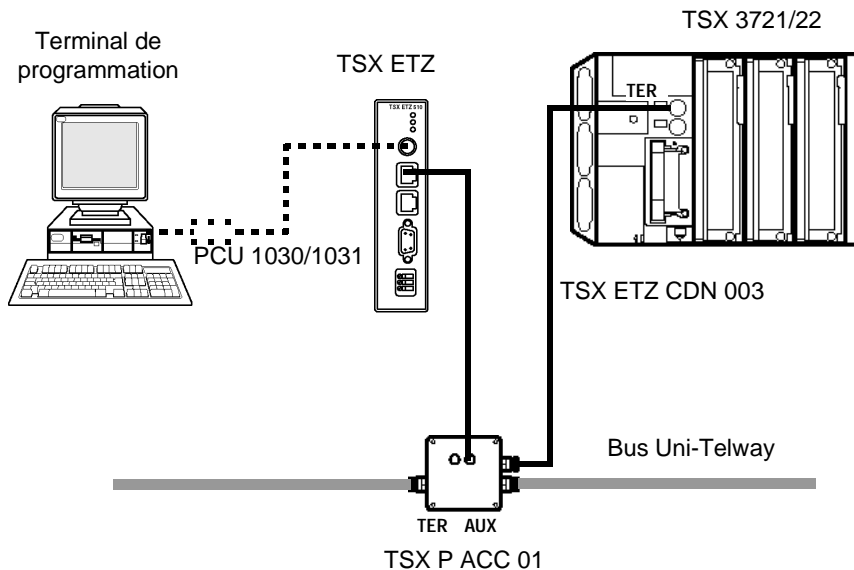 TSX 3721/22
Terminal de
programmation
TSX ETZ
TSX ETZ 510
TER
PCU 1030/1031
TSX ETZ CDN 003
Bus Uni-Telway
TER AUX
TSX P ACC 01